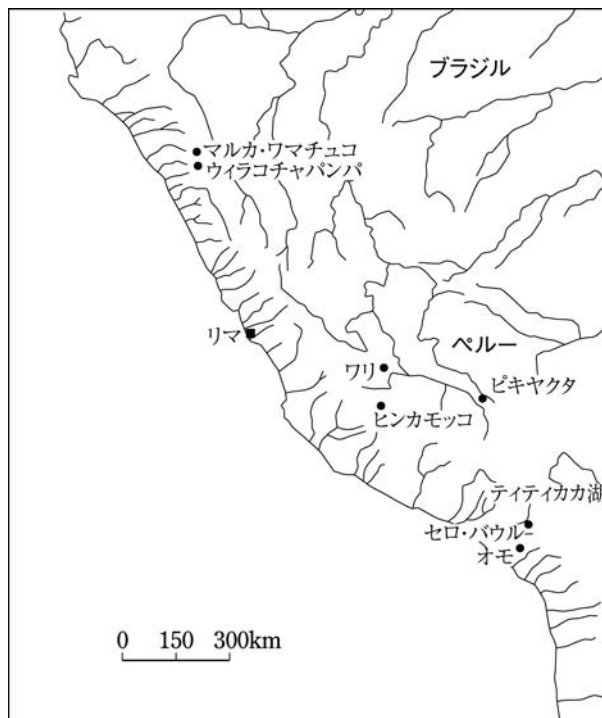 ブラジル
マルカ・ワマチュコ
ウィラコチャパンパ
リマ
ペルー
ワリ
ピキヤクタ
ヒンカモッコ
ティティカカ湖
セロ・バウル
オモ
0 150 300km